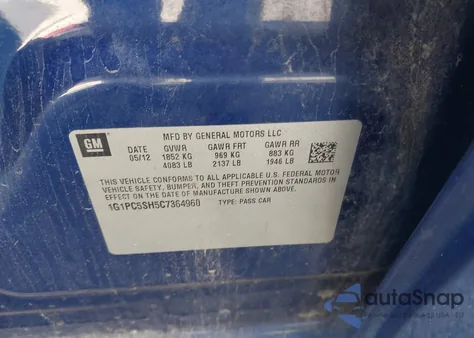 GM
MFD BY GENERAL MOTORS LLC
DATE GVWR GAWR FRT GAWR RR
05/12 1852 KG 969 KG 883 KG
4083 LB 2137 LB 1946 LB
THIS VEHICLE CONFORMS TO ALL APPLICABLE U.S. FEDERAL MOTOR
VEHICLE SAFETY, BUMPER, AND THEFT PREVENTION STANDARDS IN
EFFECT ON THE DATE OF MANUFACTURE SHOWN ABOVE.
1G1PC5SH5C7364960 TYPE: PASS CAR
autoSnap